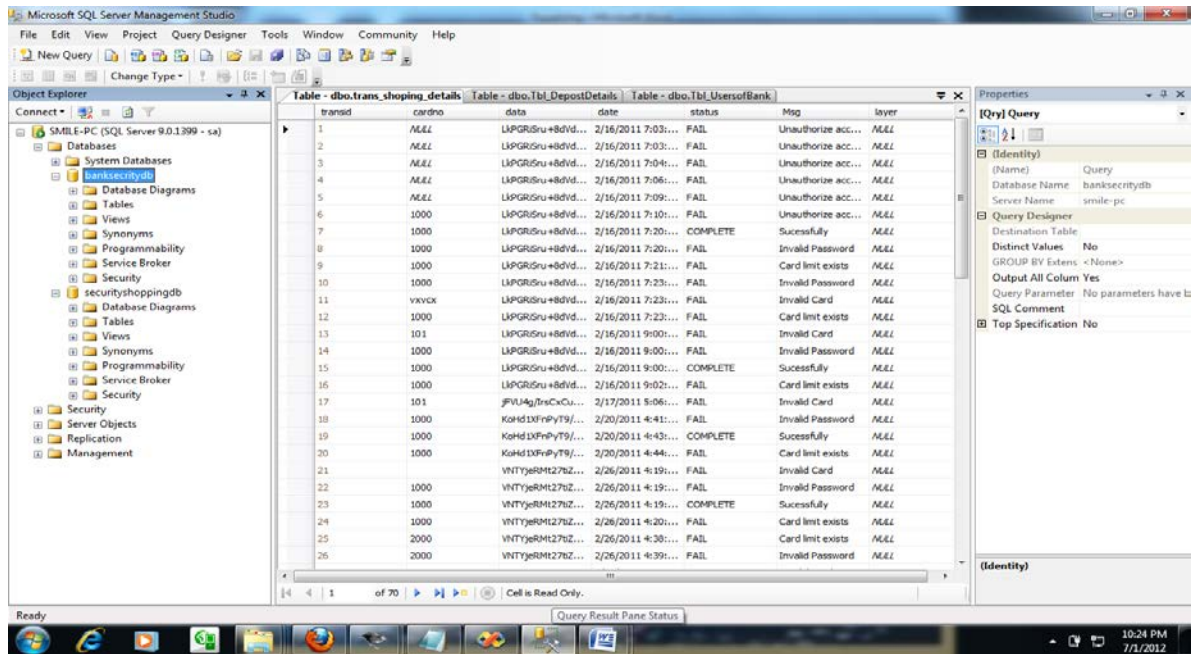 Microsoft SQL Server Management Studio
File Edit View Project Query Designer Tools Window Community Help
New Query
Change Type
Object Explorer
Connect
SMILE-PC (SQL Server 9.0.1399 - sa)
Databases
System Databases
banksecritydb
Database Diagrams
Tables
Views
Synonyms
Programmability
Service Broker
Security
securityshoppingdb
Database Diagrams
Tables
Views
Synonyms
Programmability
Service Broker
Security
Security
Server Objects
Replication
Management
Table - dbo.trans_shoping_details Table - dbo.Tbl_DepostDetails Table - dbo.Tbl_UsersofBank
transid cardno data date status Msg layer
1 NULL LkPGRiSru+8dVd... 2/16/2011 7:03:... FAIL Unauthorize acc... NULL
2 NULL LkPGRiSru+8dVd... 2/16/2011 7:03:... FAIL Unauthorize acc... NULL
3 NULL LkPGRiSru+8dVd... 2/16/2011 7:04:... FAIL Unauthorize acc... NULL
4 NULL LkPGRiSru+8dVd... 2/16/2011 7:06:... FAIL Unauthorize acc... NULL
5 NULL LkPGRiSru+8dVd... 2/16/2011 7:09:... FAIL Unauthorize acc... NULL
6 1000 LkPGRiSru+8dVd... 2/16/2011 7:10:... FAIL Unauthorize acc... NULL
7 1000 LkPGRiSru+8dVd... 2/16/2011 7:20:... COMPLETE Sucessfully NULL
8 1000 LkPGRiSru+8dVd... 2/16/2011 7:20:... FAIL Invalid Password NULL
9 1000 LkPGRiSru+8dVd... 2/16/2011 7:21:... FAIL Card limit exists NULL
10 1000 LkPGRiSru+8dVd... 2/16/2011 7:23:... FAIL Invalid Password NULL
11 vxvcx LkPGRiSru+8dVd... 2/16/2011 7:23:... FAIL Invalid Card NULL
12 1000 LkPGRiSru+8dVd... 2/16/2011 7:23:... FAIL Card limit exists NULL
13 101 LkPGRiSru+8dVd... 2/16/2011 9:00:... FAIL Invalid Card NULL
14 1000 LkPGRiSru+8dVd... 2/16/2011 9:00:... FAIL Invalid Password NULL
15 1000 LkPGRiSru+8dVd... 2/16/2011 9:00:... COMPLETE Sucessfully NULL
16 1000 LkPGRiSru+8dVd... 2/16/2011 9:02:... FAIL Card limit exists NULL
17 101 jFVU4g/IrsCxCu... 2/17/2011 5:06:... FAIL Invalid Card NULL
18 1000 KoHd1XFnPyT9/... 2/20/2011 4:41:... FAIL Invalid Password NULL
19 1000 KoHd1XFnPyT9/... 2/20/2011 4:43:... COMPLETE Sucessfully NULL
20 1000 KoHd1XFnPyT9/... 2/20/2011 4:44:... FAIL Card limit exists NULL
21 VNTYjeRMt27tiZ... 2/26/2011 4:19:... FAIL Invalid Card NULL
22 1000 VNTYjeRMt27tiZ... 2/26/2011 4:19:... FAIL Invalid Password NULL
23 1000 VNTYjeRMt27tiZ... 2/26/2011 4:19:... COMPLETE Sucessfully NULL
24 1000 VNTYjeRMt27tiZ... 2/26/2011 4:20:... FAIL Card limit exists NULL
25 2000 VNTYjeRMt27tiZ... 2/26/2011 4:38:... FAIL Card limit exists NULL
26 2000 VNTYjeRMt27tiZ... 2/26/2011 4:39:... FAIL Invalid Password NULL
1 of 70 Cell is Read Only.
Properties
[Qry] Query
(Identity)
(Name) Query
Database Name banksecritydb
Server Name smile-pc
Query Designer
Destination Table
Distinct Values No
GROUP BY Extens <None>
Output All Colum Yes
Query Parameter No parameters have b
SQL Comment
Top Specification No
(Identity)
Ready
Query Result Pane Status
10:24 PM
7/1/2012